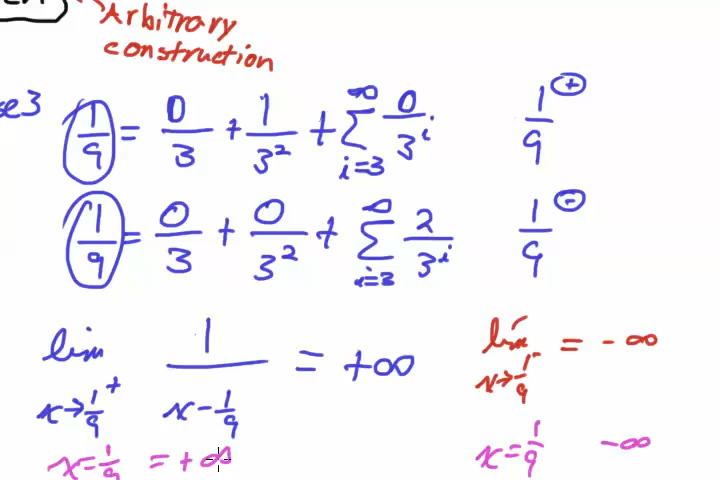 Arbitrary
construction
se3
1/9 = 0/3 + 1/3² + ∑_{i=3}^{∞} 0/3^i    1/9 ⊕
1/9 = 0/3 + 0/3² + ∑_{i=3}^{∞} 2/3^i    1/9 ⊖
lim_{x→1/9⁺} 1/(x - 1/9) = +∞    lim_{x→1/9⁻} = -∞
x = 1/9 = +∞    x = 1/9    -∞